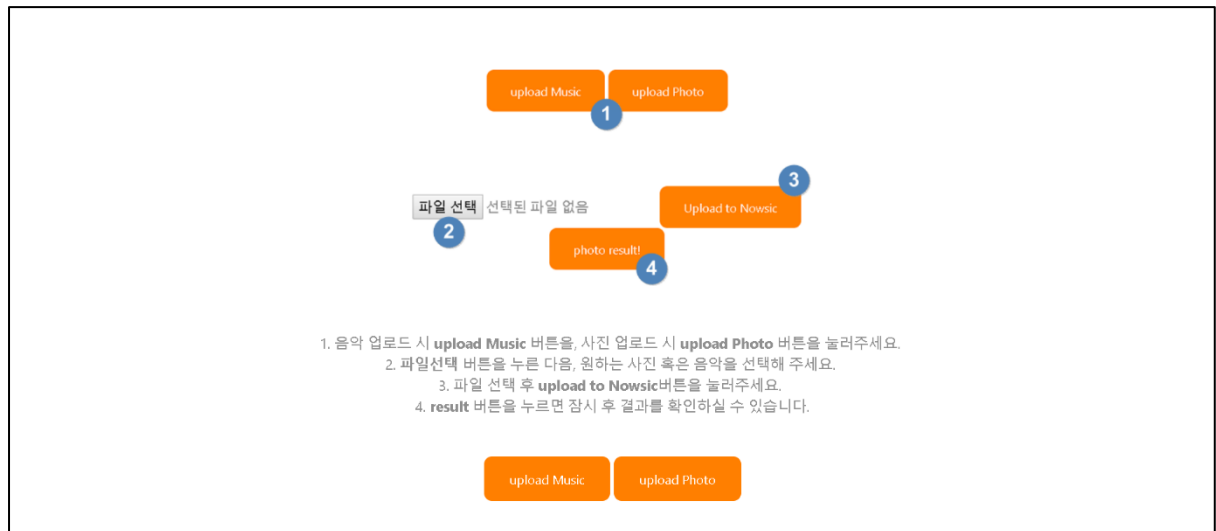 upload Music upload Photo
1
3
파일 선택 선택된 파일 없음 Upload to Nowsic
2
photo result!
4
1. 음악 업로드 시 upload Music 버튼을, 사진 업로드 시 upload Photo 버튼을 눌러주세요.
2. 파일선택 버튼을 누른 다음, 원하는 사진 혹은 음악을 선택해 주세요.
3. 파일 선택 후 upload to Nowsic버튼을 눌러주세요.
4. result 버튼을 누르면 잠시 후 결과를 확인하실 수 있습니다.
upload Music upload Photo